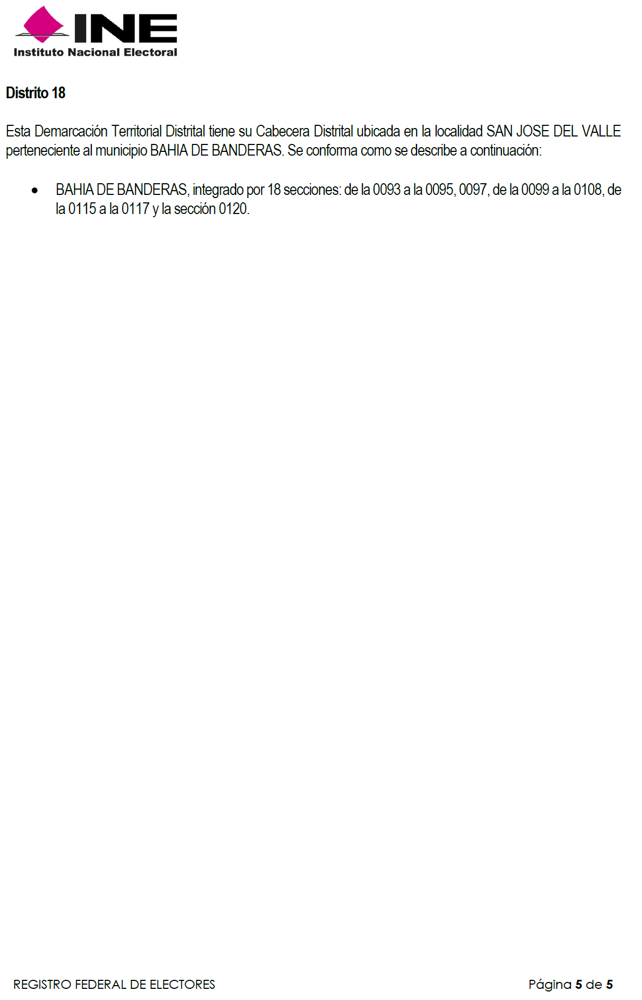 INE
Instituto Nacional Electoral
Distrito 18
Esta Demarcación Territorial Distrital tiene su Cabecera Distrital ubicada en la localidad SAN JOSE DEL VALLE
perteneciente al municipio BAHIA DE BANDERAS. Se conforma como se describe a continuación:
• BAHIA DE BANDERAS, integrado por 18 secciones: de la 0093 a la 0095, 0097, de la 0099 a la 0108, de
la 0115 a la 0117 y la sección 0120.
REGISTRO FEDERAL DE ELECTORES Página 5 de 5